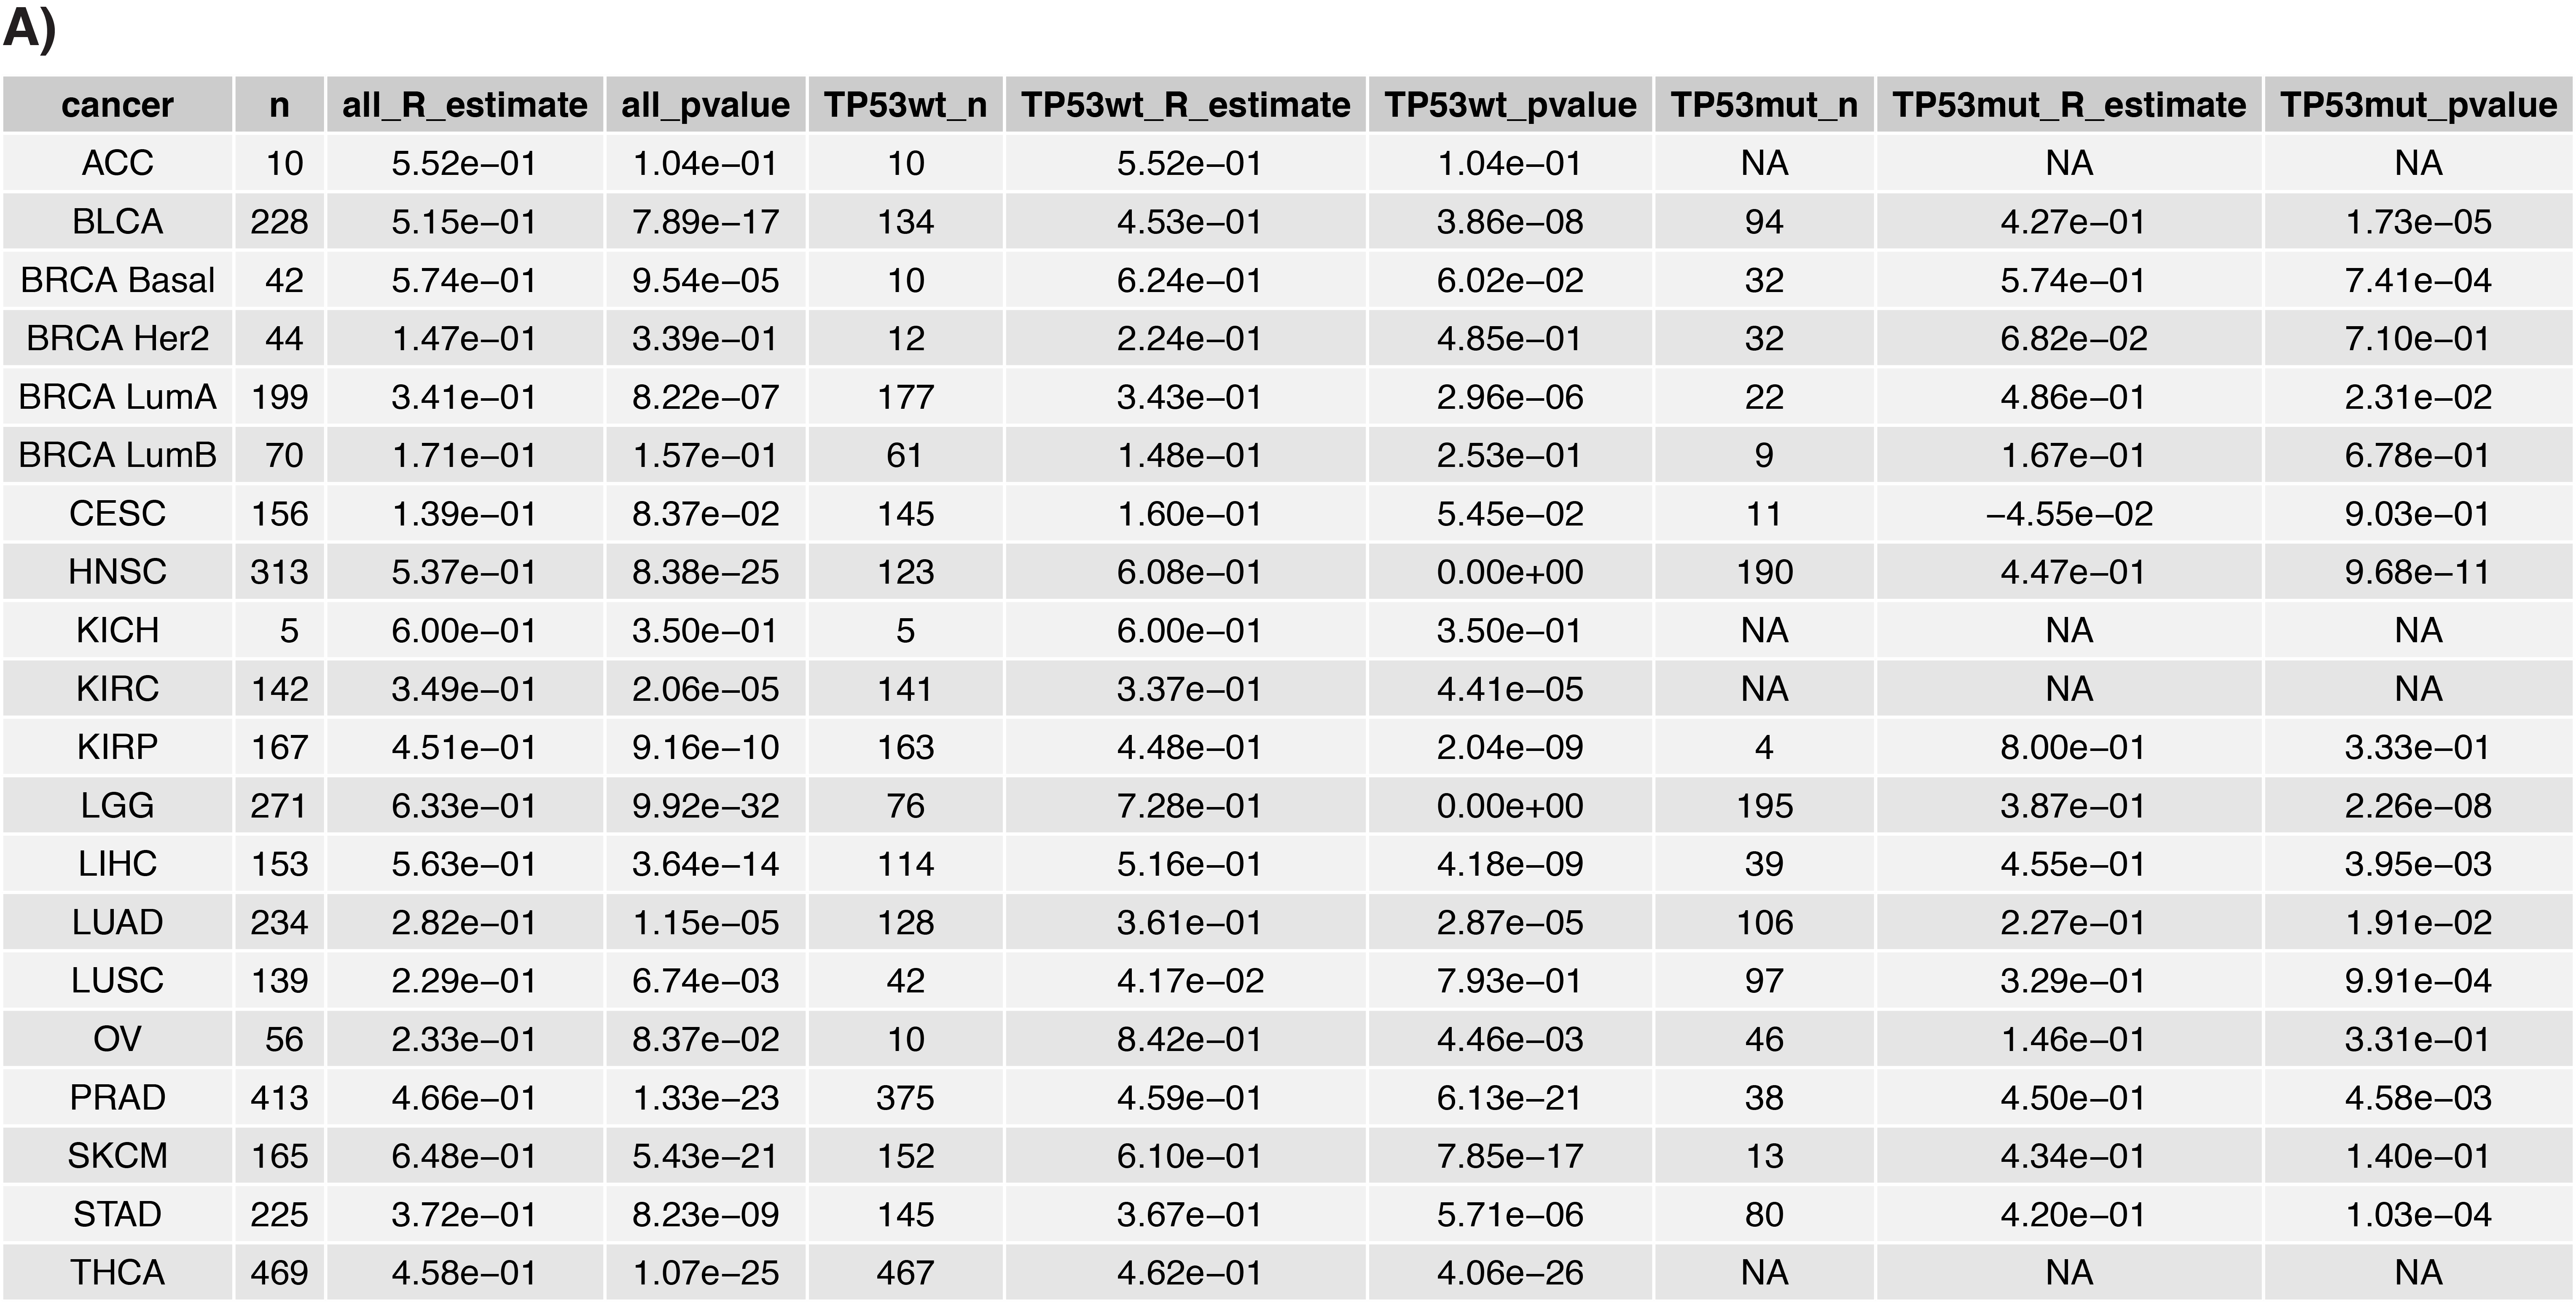 A)
cancer n all_R_estimate all_pvalue TP53wt_n TP53wt_R_estimate TP53wt_pvalue TP53mut_n TP53mut_R_estimate TP53mut_pvalue
ACC 10 5.52e−01 1.04e−01 10 5.52e−01 1.04e−01 NA NA NA
BLCA 228 5.15e−01 7.89e−17 134 4.53e−01 3.86e−08 94 4.27e−01 1.73e−05
BRCA Basal 42 5.74e−01 9.54e−05 10 6.24e−01 6.02e−02 32 5.74e−01 7.41e−04
BRCA Her2 44 1.47e−01 3.39e−01 12 2.24e−01 4.85e−01 32 6.82e−02 7.10e−01
BRCA LumA 199 3.41e−01 8.22e−07 177 3.43e−01 2.96e−06 22 4.86e−01 2.31e−02
BRCA LumB 70 1.71e−01 1.57e−01 61 1.48e−01 2.53e−01 9 1.67e−01 6.78e−01
CESC 156 1.39e−01 8.37e−02 145 1.60e−01 5.45e−02 11 −4.55e−02 9.03e−01
HNSC 313 5.37e−01 8.38e−25 123 6.08e−01 0.00e+00 190 4.47e−01 9.68e−11
KICH 5 6.00e−01 3.50e−01 5 6.00e−01 3.50e−01 NA NA NA
KIRC 142 3.49e−01 2.06e−05 141 3.37e−01 4.41e−05 NA NA NA
KIRP 167 4.51e−01 9.16e−10 163 4.48e−01 2.04e−09 4 8.00e−01 3.33e−01
LGG 271 6.33e−01 9.92e−32 76 7.28e−01 0.00e+00 195 3.87e−01 2.26e−08
LIHC 153 5.63e−01 3.64e−14 114 5.16e−01 4.18e−09 39 4.55e−01 3.95e−03
LUAD 234 2.82e−01 1.15e−05 128 3.61e−01 2.87e−05 106 2.27e−01 1.91e−02
LUSC 139 2.29e−01 6.74e−03 42 4.17e−02 7.93e−01 97 3.29e−01 9.91e−04
OV 56 2.33e−01 8.37e−02 10 8.42e−01 4.46e−03 46 1.46e−01 3.31e−01
PRAD 413 4.66e−01 1.33e−23 375 4.59e−01 6.13e−21 38 4.50e−01 4.58e−03
SKCM 165 6.48e−01 5.43e−21 152 6.10e−01 7.85e−17 13 4.34e−01 1.40e−01
STAD 225 3.72e−01 8.23e−09 145 3.67e−01 5.71e−06 80 4.20e−01 1.03e−04
THCA 469 4.58e−01 1.07e−25 467 4.62e−01 4.06e−26 NA NA NA